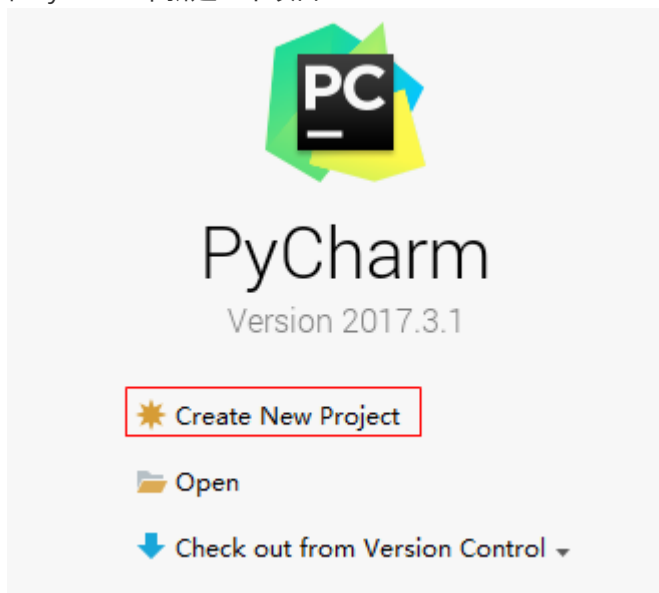 PC
PyCharm
Version 2017.3.1
Create New Project
Open
Check out from Version Control